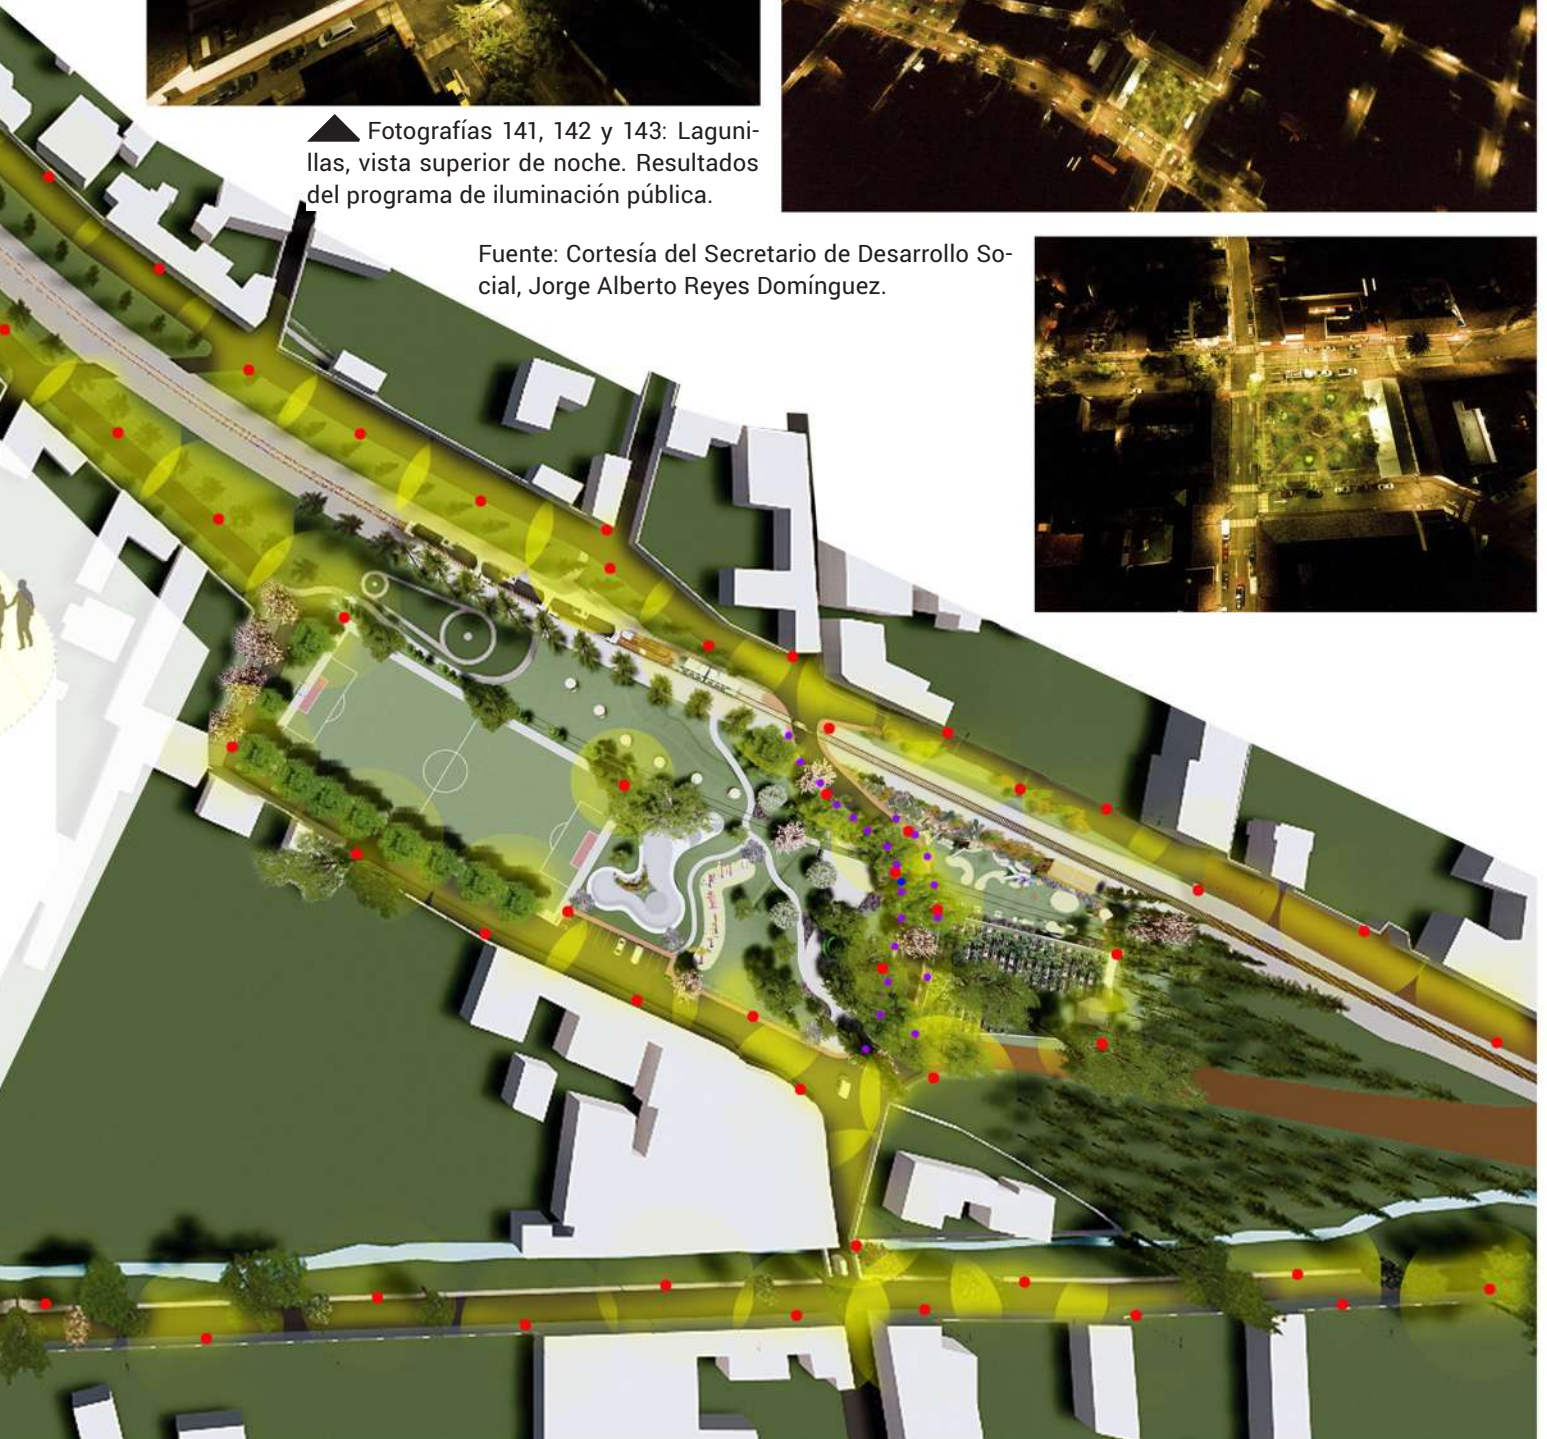 Fotografías 141, 142 y 143: Laguni-
llas, vista superior de noche. Resultados
del programa de iluminación pública.
Fuente: Cortesía del Secretario de Desarrollo So-
cial, Jorge Alberto Reyes Domínguez.